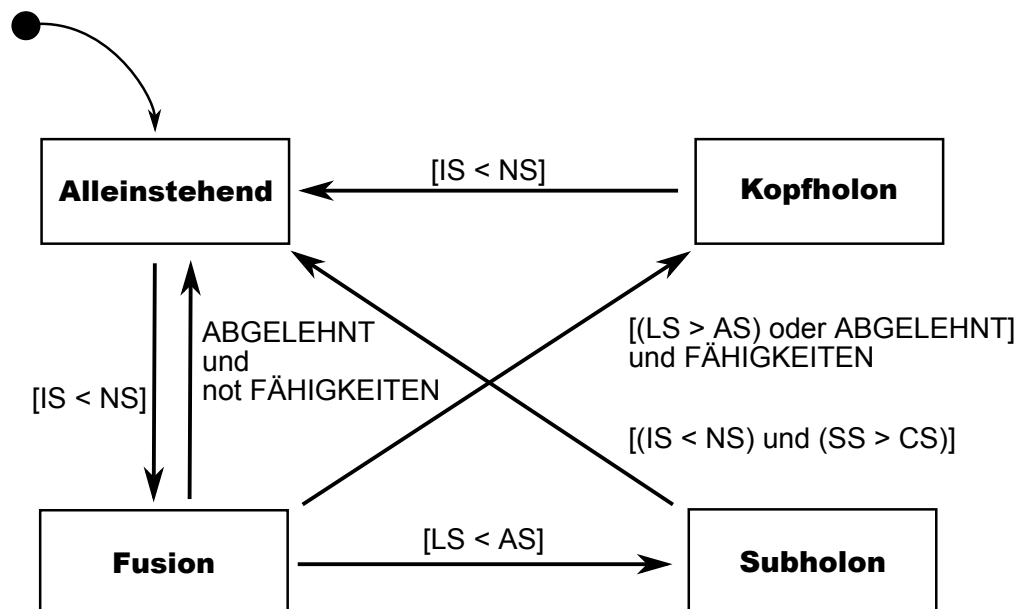 Alleinstehend
[IS < NS]
Kopfholon
ABGELEHNT
und
not FÄHIGKEITEN
[(LS > AS) oder ABGELEHNT]
und FÄHIGKEITEN
[IS < NS]
[(IS < NS) und (SS > CS)]
Fusion
[LS < AS]
Subholon